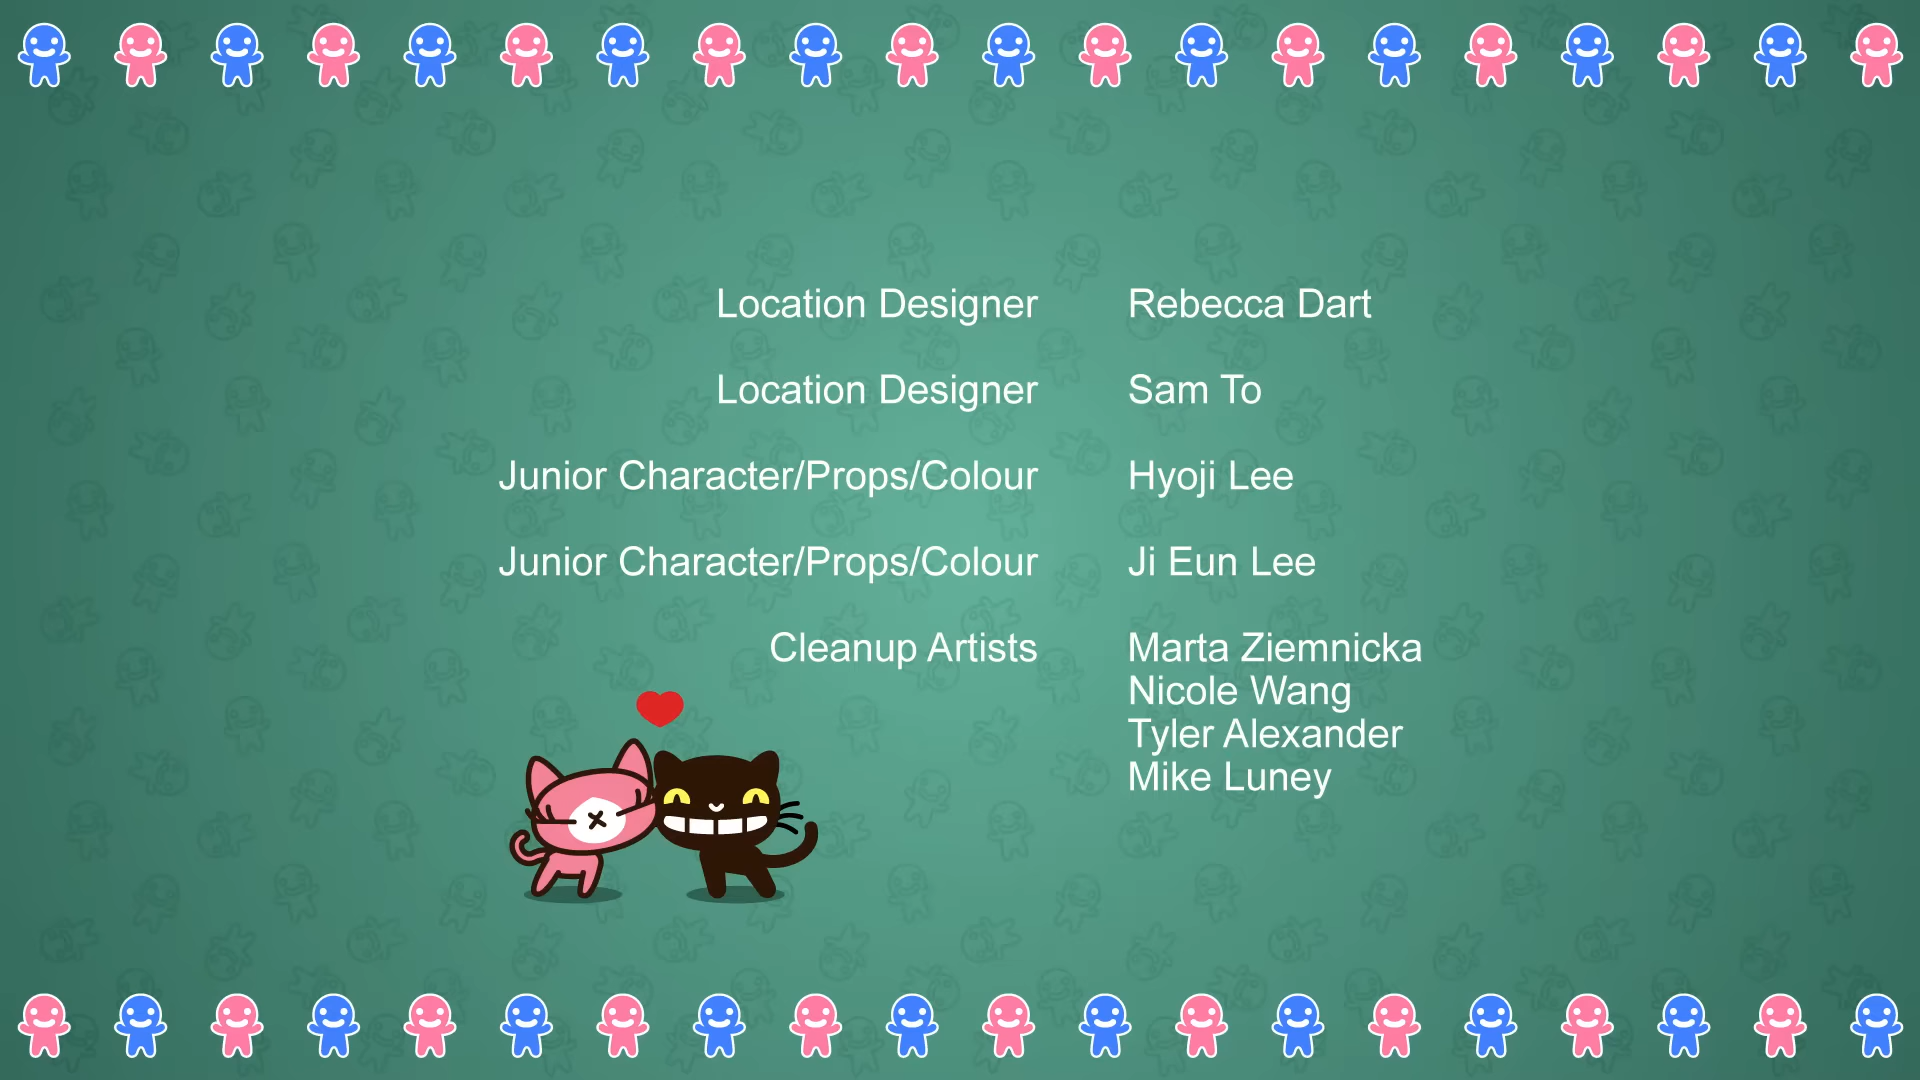 Location Designer Rebecca Dart
Location Designer Sam To
Junior Character/Props/Colour Hyoji Lee
Junior Character/Props/Colour Ji Eun Lee
Cleanup Artists Marta Ziemnicka
Nicole Wang
Tyler Alexander
Mike Luney